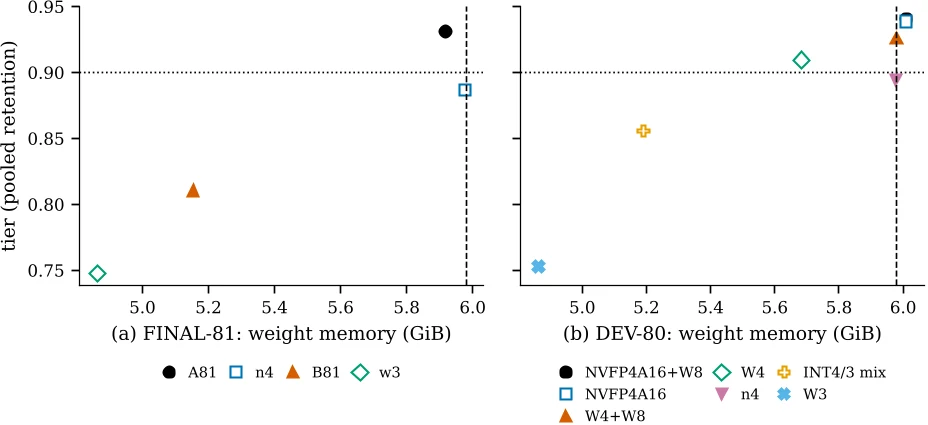 tier (pooled retention)
0.95
0.90
0.85
0.80
0.75
5.0 5.2 5.4 5.6 5.8 6.0
(a) FINAL-81: weight memory (GiB)
A81 n4 B81 w3
5.0 5.2 5.4 5.6 5.8 6.0
(b) DEV-80: weight memory (GiB)
NVFP4A16+W8 W4 INT4/3 mix
NVFP4A16 n4 W3
W4+W8